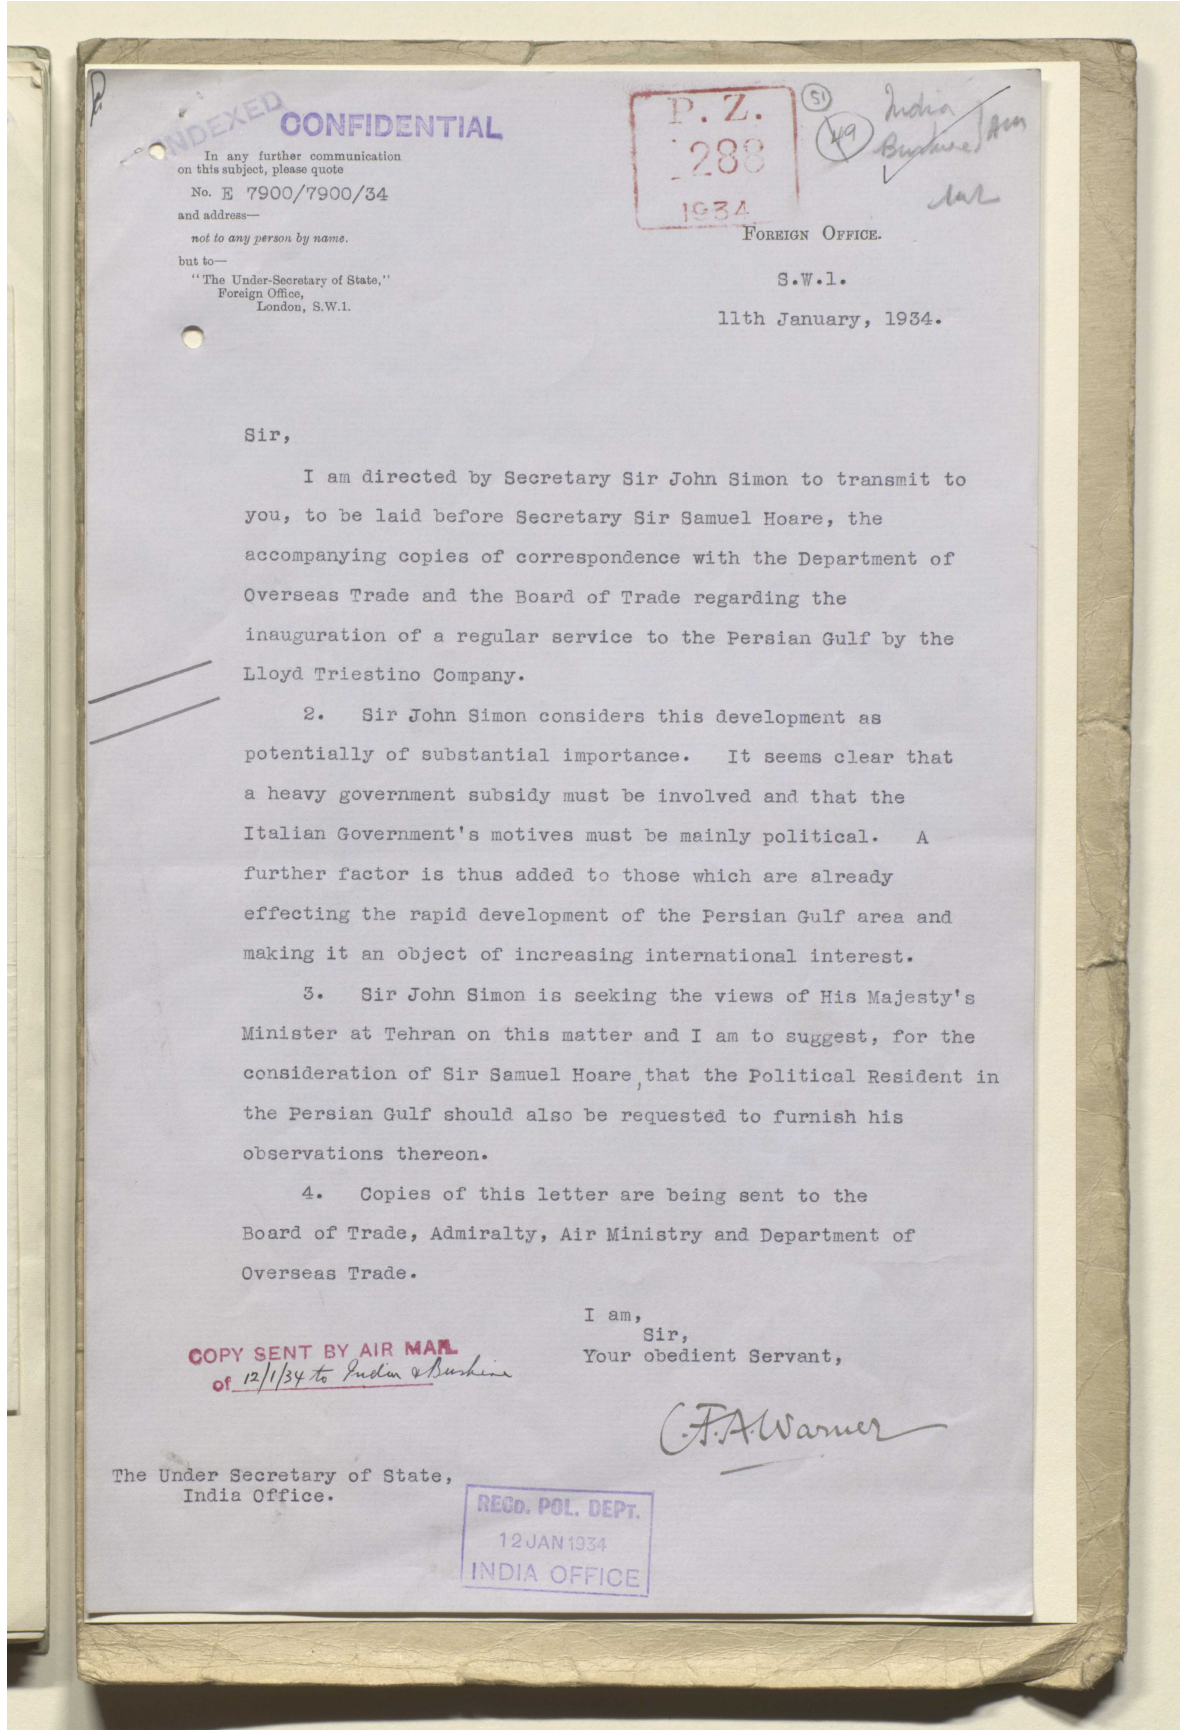 INDEXED
CONFIDENTIAL
In any further communication
on this subject, please quote
No. E 7900/7900/34
and address—
not to any person by name.
but to—
"The Under-Secretary of State,"
Foreign Office,
London, S.W.1.
P. Z.
1288
1934
51
49
India
Bushire
Air
FOREIGN OFFICE.
S.W.1.
11th January, 1934.
Sir,
I am directed by Secretary Sir John Simon to transmit to
you, to be laid before Secretary Sir Samuel Hoare, the
accompanying copies of correspondence with the Department of
Overseas Trade and the Board of Trade regarding the
inauguration of a regular service to the Persian Gulf by the
Lloyd Triestino Company.
2. Sir John Simon considers this development as
potentially of substantial importance. It seems clear that
a heavy government subsidy must be involved and that the
Italian Government's motives must be mainly political. A
further factor is thus added to those which are already
effecting the rapid development of the Persian Gulf area and
making it an object of increasing international interest.
3. Sir John Simon is seeking the views of His Majesty's
Minister at Tehran on this matter and I am to suggest, for the
consideration of Sir Samuel Hoare, that the Political Resident in
the Persian Gulf should also be requested to furnish his
observations thereon.
4. Copies of this letter are being sent to the
Board of Trade, Admiralty, Air Ministry and Department of
Overseas Trade.
I am,
Sir,
Your obedient Servant,
COPY SENT BY AIR MAIL
of 12/1/34 to India & Bushire
C.F.A. Warner
The Under Secretary of State,
India Office.
RECD. POL. DEPT.
12 JAN 1934
INDIA OFFICE